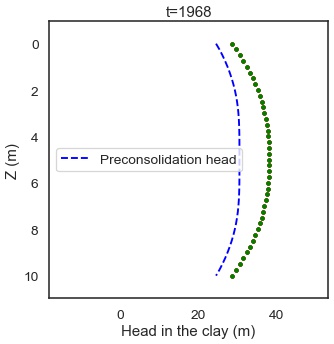 t=1968
0
2
4
Preconsolidation head
6
8
10
Z (m)
0 20 40
Head in the clay (m)